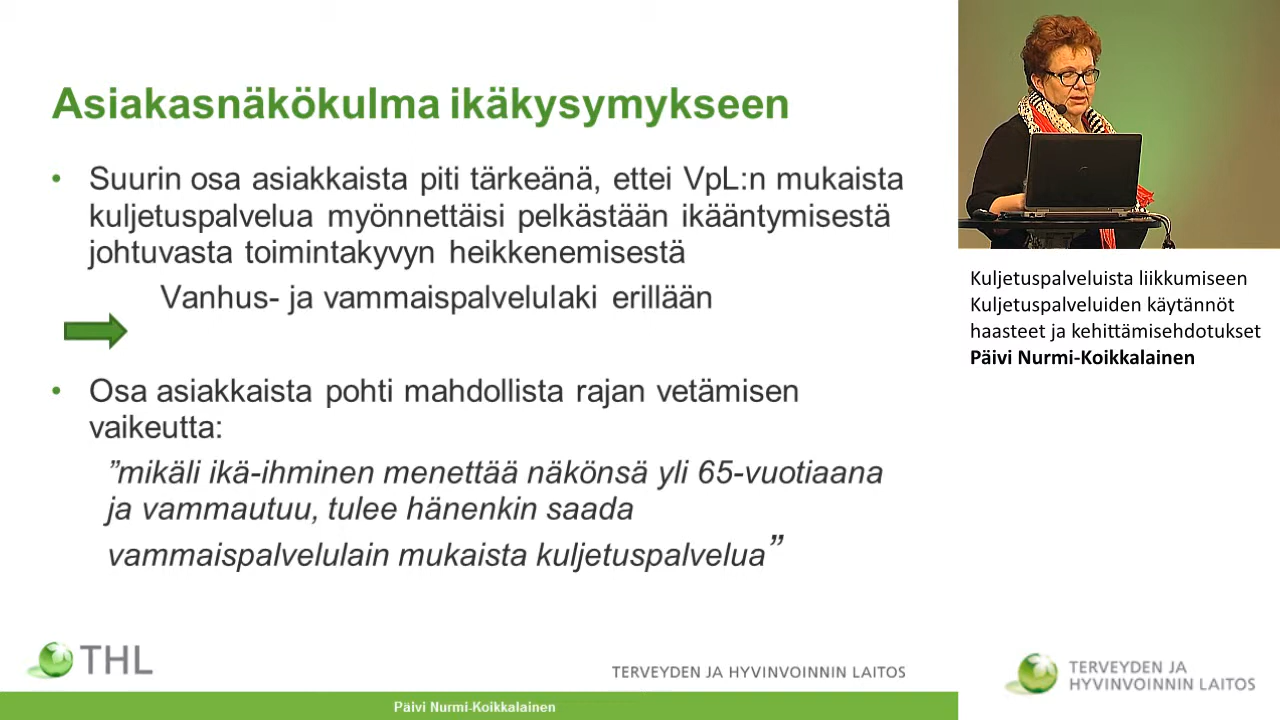 Asiakasnäkökulma ikäkysymykseen
• Suurin osa asiakkaista piti tärkeänä, ettei VpL:n mukaista
kuljetuspalvelua myönnettäisi pelkästään ikääntymisestä
johtuvasta toimintakyvyn heikkenemisestä
Vanhus- ja vammaispalvelulaki erillään
• Osa asiakkaista pohti mahdollista rajan vetämisen
vaikeutta:
”mikäli ikä-ihminen menettää näkönsä yli 65-vuotiaana
ja vammautuu, tulee hänenkin saada
vammaispalvelulain mukaista kuljetuspalvelua”
THL
TERVEYDEN JA HYVINVOINNIN LAITOS
Päivi Nurmi-Koikkalainen
Kuljetuspalveluista liikkumiseen
Kuljetuspalveluiden käytännöt
haasteet ja kehittämisehdotukset
Päivi Nurmi-Koikkalainen
TERVEYDEN JA
HYVINVOINNIN LAITOS